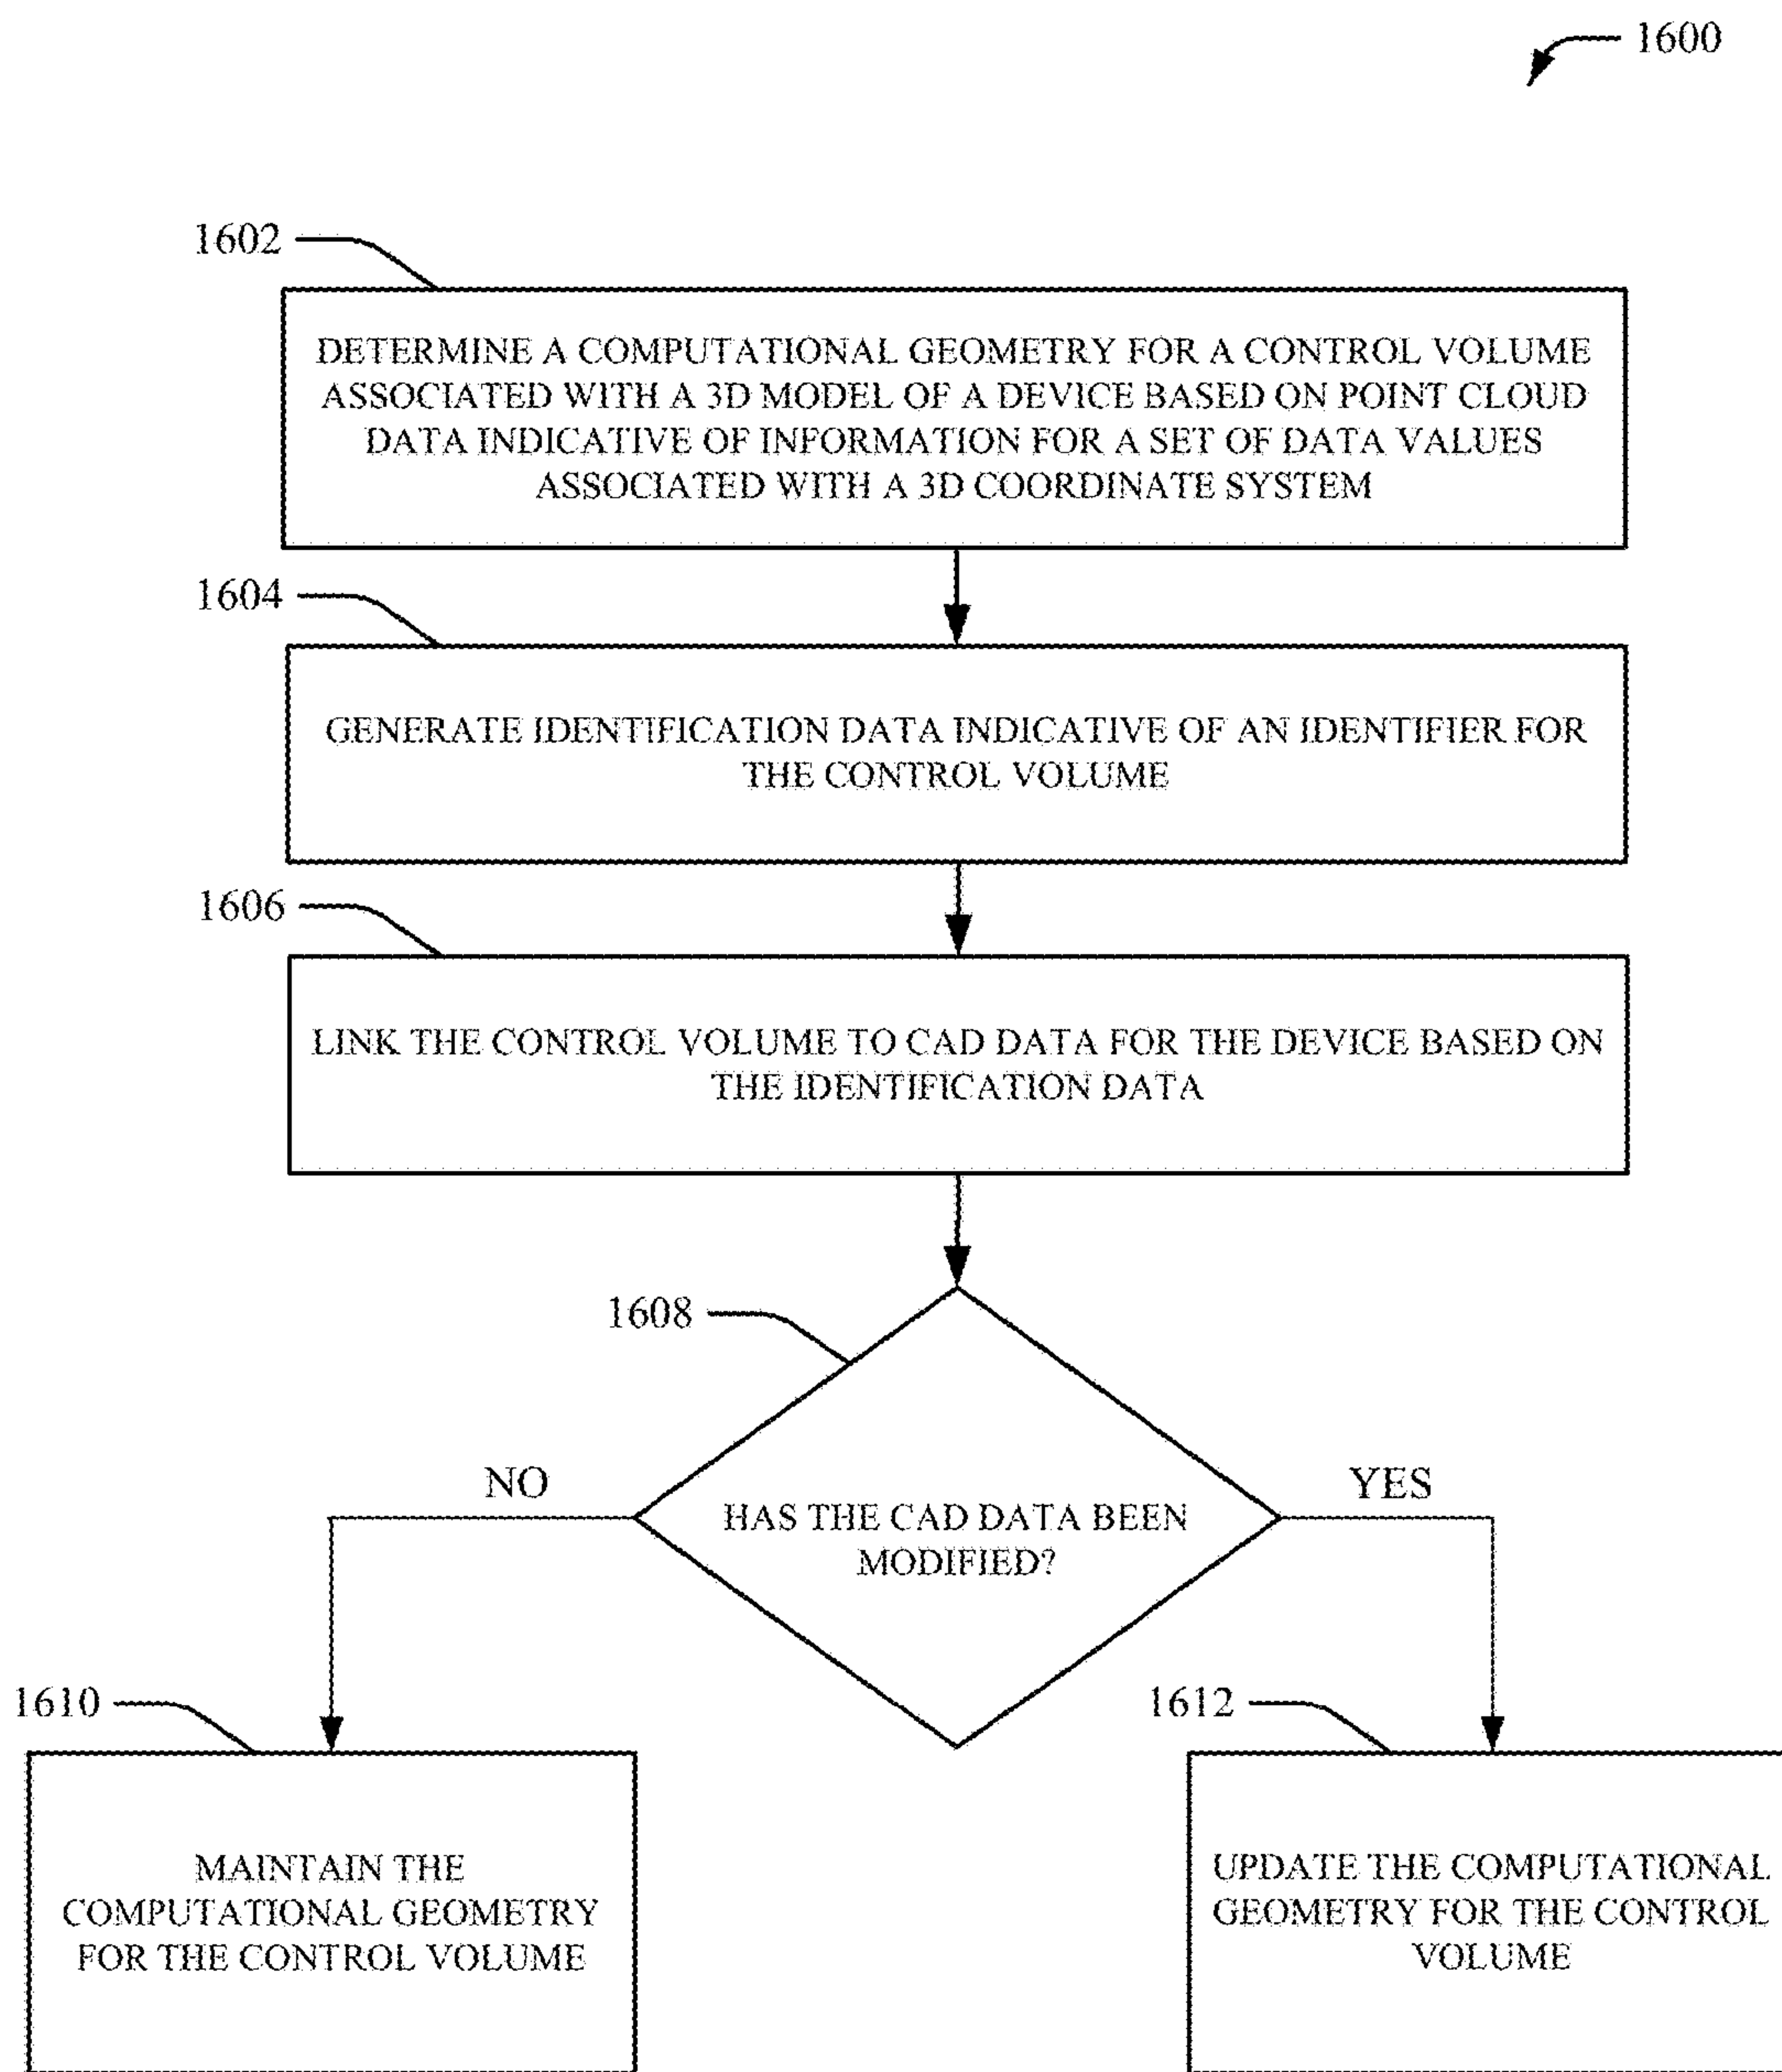 1600
1602
DETERMINE A COMPUTATIONAL GEOMETRY FOR A CONTROL VOLUME
ASSOCIATED WITH A 3D MODEL OF A DEVICE BASED ON POINT CLOUD
DATA INDICATIVE OF INFORMATION FOR A SET OF DATA VALUES
ASSOCIATED WITH A 3D COORDINATE SYSTEM
1604
GENERATE IDENTIFICATION DATA INDICATIVE OF AN IDENTIFIER FOR
THE CONTROL VOLUME
1606
LINK THE CONTROL VOLUME TO CAD DATA FOR THE DEVICE BASED ON
THE IDENTIFICATION DATA
1608
HAS THE CAD DATA BEEN
MODIFIED?
NO
YES
1610
MAINTAIN THE
COMPUTATIONAL GEOMETRY
FOR THE CONTROL VOLUME
1612
UPDATE THE COMPUTATIONAL
GEOMETRY FOR THE CONTROL
VOLUME